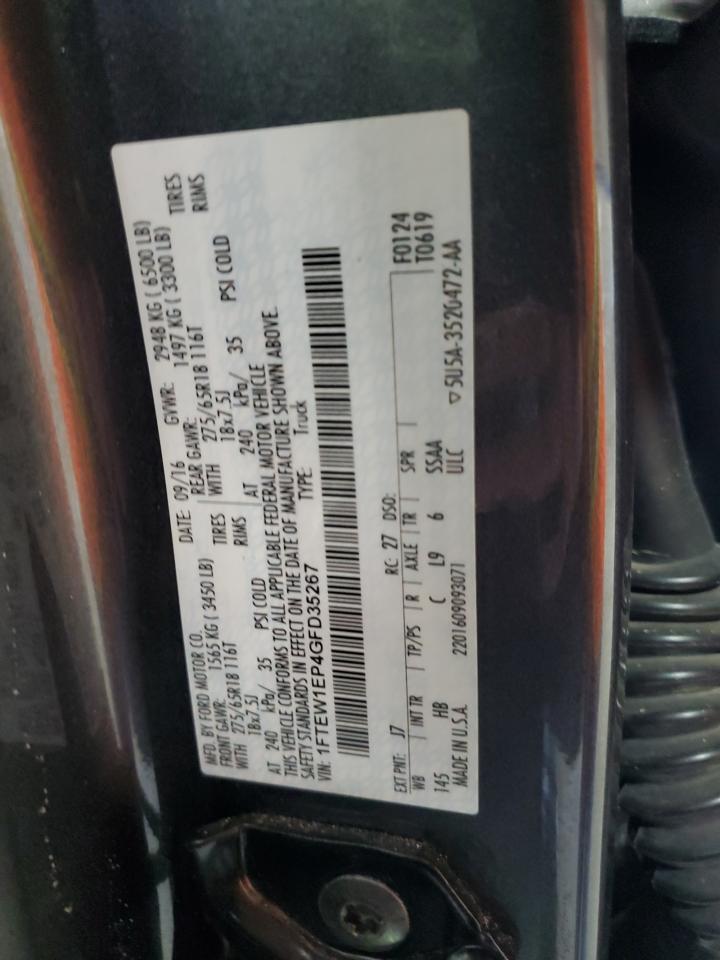 MFD. BY FORD MOTOR CO. DATE: 09/16 GVWR: 2948 KG ( 6500 LB)
FRONT GAWR: 1565 KG ( 3450 LB) REAR GAWR: 1497 KG ( 3300 LB)
WITH 275/65R18 116T TIRES WITH 275/65R18 116T TIRES
18x7.5J RIMS 18x7.5J RIMS
AT 240 kPa/ 35 PSI COLD AT 240 kPa/ 35 PSI COLD
THIS VEHICLE CONFORMS TO ALL APPLICABLE FEDERAL MOTOR VEHICLE
SAFETY STANDARDS IN EFFECT ON THE DATE OF MANUFACTURE SHOWN ABOVE.
VIN: 1FTEW1EP4GFD35267 TYPE: Truck
EXT PNT: J7 RC: 27 DSO: F0124
WB INT TR TP/PS R AXLE TR SPR T0619
145 HB C L9 6 SSAA
MADE IN U.S.A. 2201609093071 ULC ▽5U5A-3520472-AA